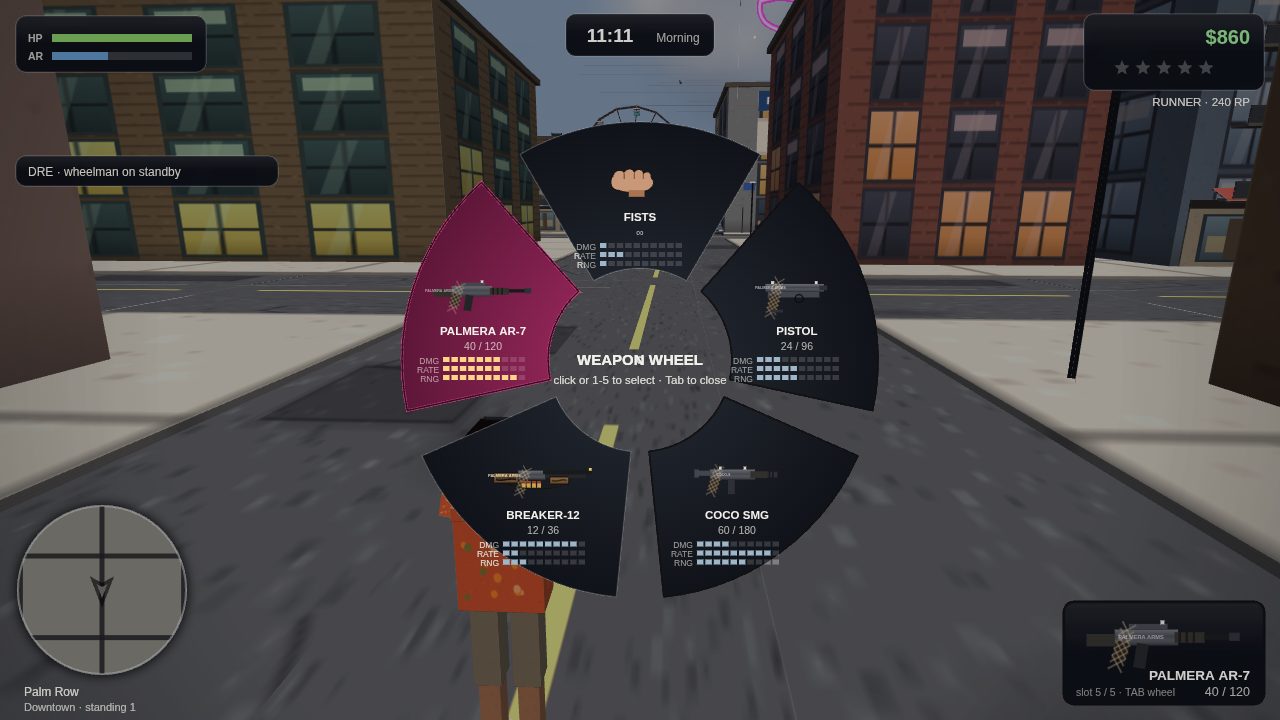 HP
AR
11:11 Morning
$860
RUNNER · 240 RP
DRE · wheelman on standby
FISTS
∞
DMG
RATE
RNG
PALMERA AR-7
40 / 120
DMG
RATE
RNG
PISTOL
24 / 96
DMG
RATE
RNG
WEAPON WHEEL
click or 1-5 to select · Tab to close
BREAKER-12
12 / 36
DMG
RATE
RNG
COCO SMG
60 / 180
DMG
RATE
RNG
Palm Row
Downtown · standing 1
PALMERA ARMS
PALMERA AR-7
slot 5 / 5 · TAB wheel 40 / 120